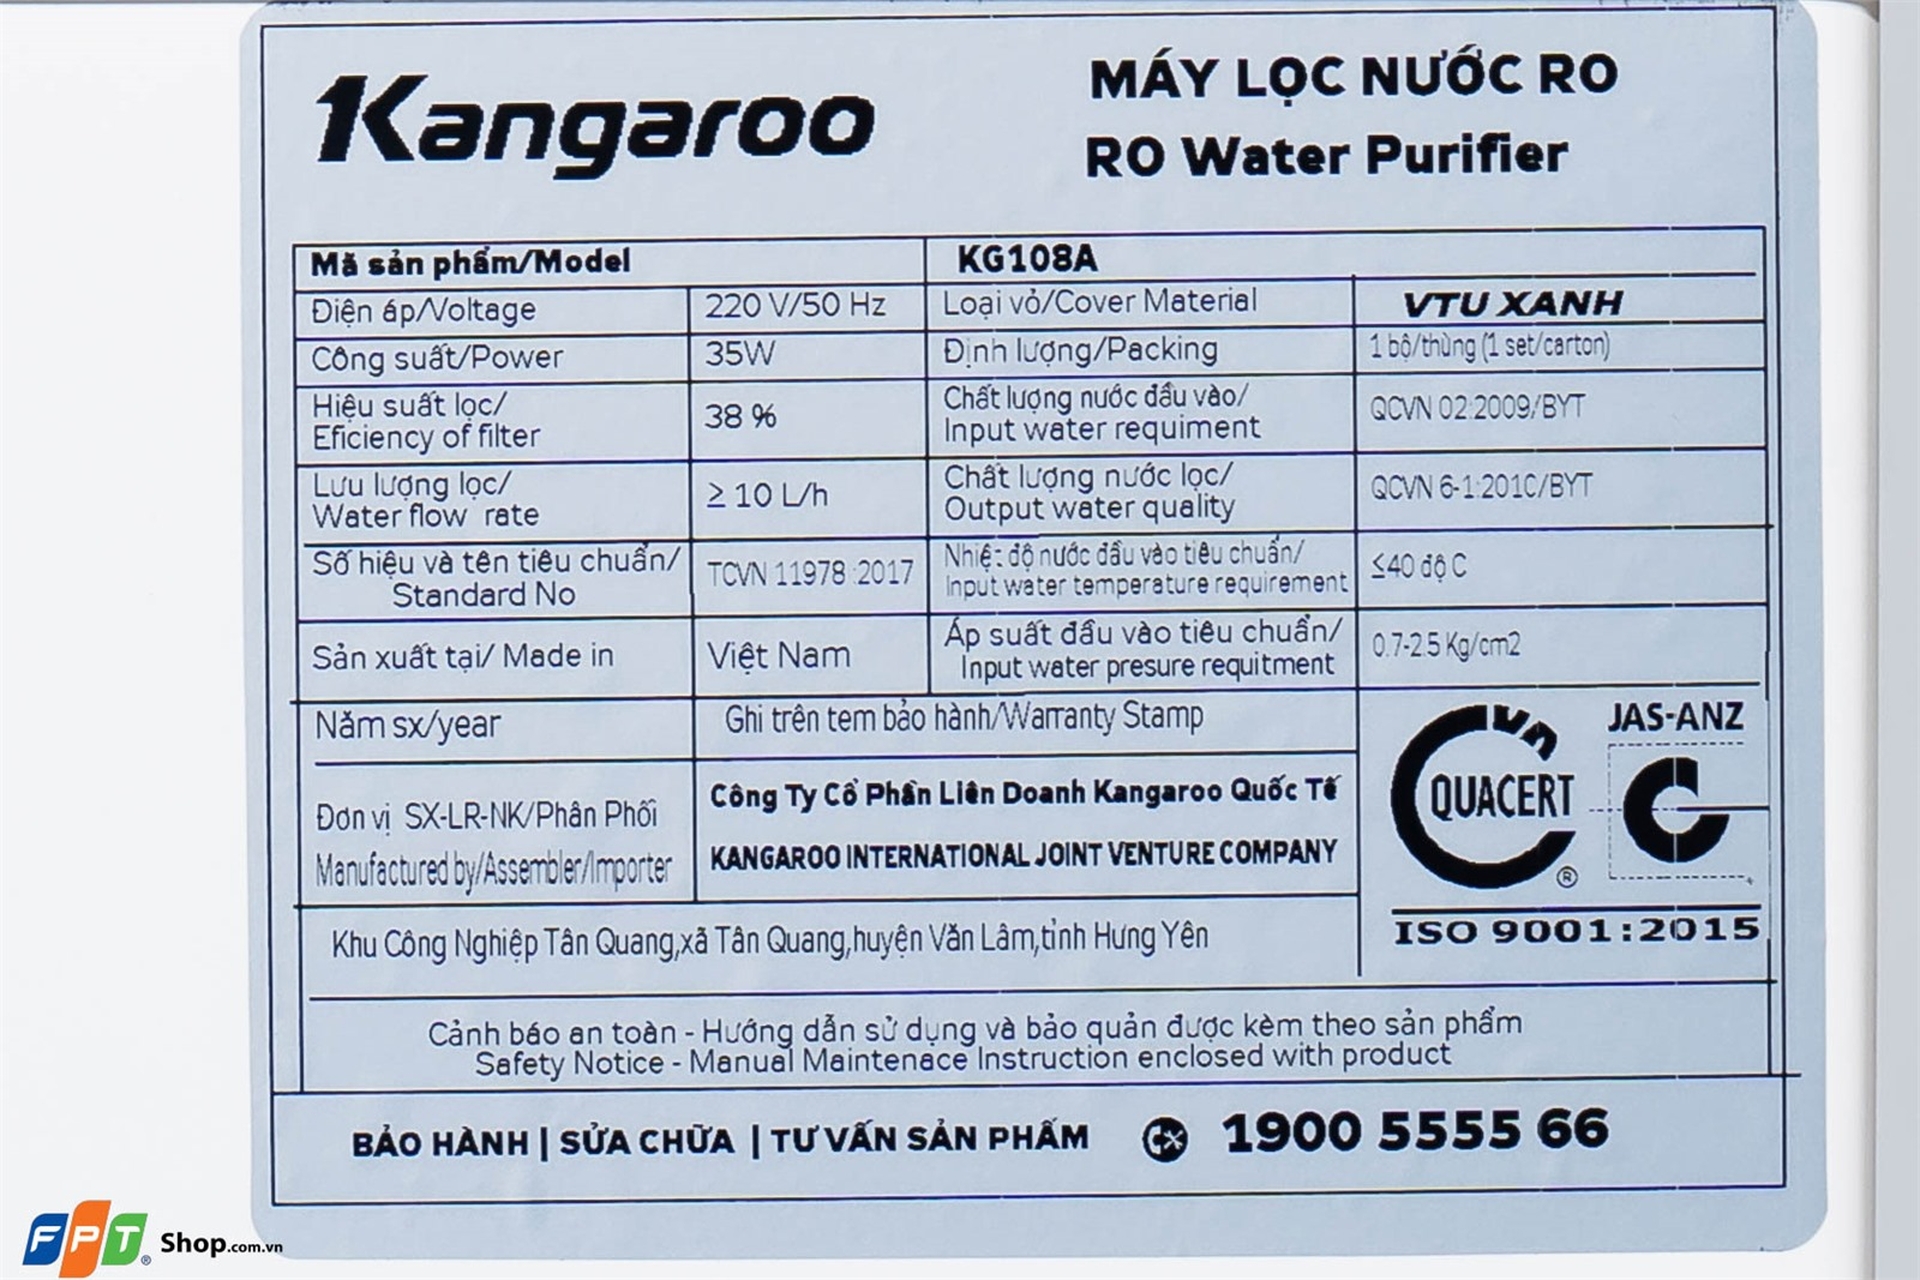 Kangaroo
MÁY LỌC NƯỚC RO
RO Water Purifier
Mã sản phẩm/Model
KG108A
Điện áp/Voltage
220 V/50 Hz
Loại vỏ/Cover Material
VTU XANH
Công suất/Power
35W
Định lượng/Packing
1 bộ/thùng (1 set/carton)
Hiệu suất lọc/
Eficiency of filter
38 %
Chất lượng nước đầu vào/
Input water requiment
QCVN 02:2009/BYT
Lưu lượng lọc/
Water flow rate
≥ 10 L/h
Chất lượng nước lọc/
Output water quality
QCVN 6-1:2010/BYT
Số hiệu và tên tiêu chuẩn/
Standard No
TCVN 11978:2017
Nhiệt độ nước đầu vào tiêu chuẩn/
Input water temperature requirement
≤40 độ C
Sản xuất tại/ Made in
Việt Nam
Áp suất đầu vào tiêu chuẩn/
Input water presure requitment
0.7-2.5 Kg/cm2
Năm sx/year
Ghi trên tem bảo hành/Warranty Stamp
Đơn vị SX-LR-NK/Phân Phối
Manufactured by/Assembler/Importer
Công Ty Cổ Phần Liên Doanh Kangaroo Quốc Tế
KANGAROO INTERNATIONAL JOINT VENTURE COMPANY
vn
QUACERT
®
JAS-ANZ
ISO 9001:2015
Khu Công Nghiệp Tân Quang,xã Tân Quang,huyện Văn Lâm,tỉnh Hưng Yên
Cảnh báo an toàn - Hướng dẫn sử dụng và bảo quản được kèm theo sản phẩm
Safety Notice - Manual Maintenace Instruction enclosed with product
BẢO HÀNH | SỬA CHỮA | TƯ VẤN SẢN PHẨM
1900 5555 66
FPT® Shop.com.vn